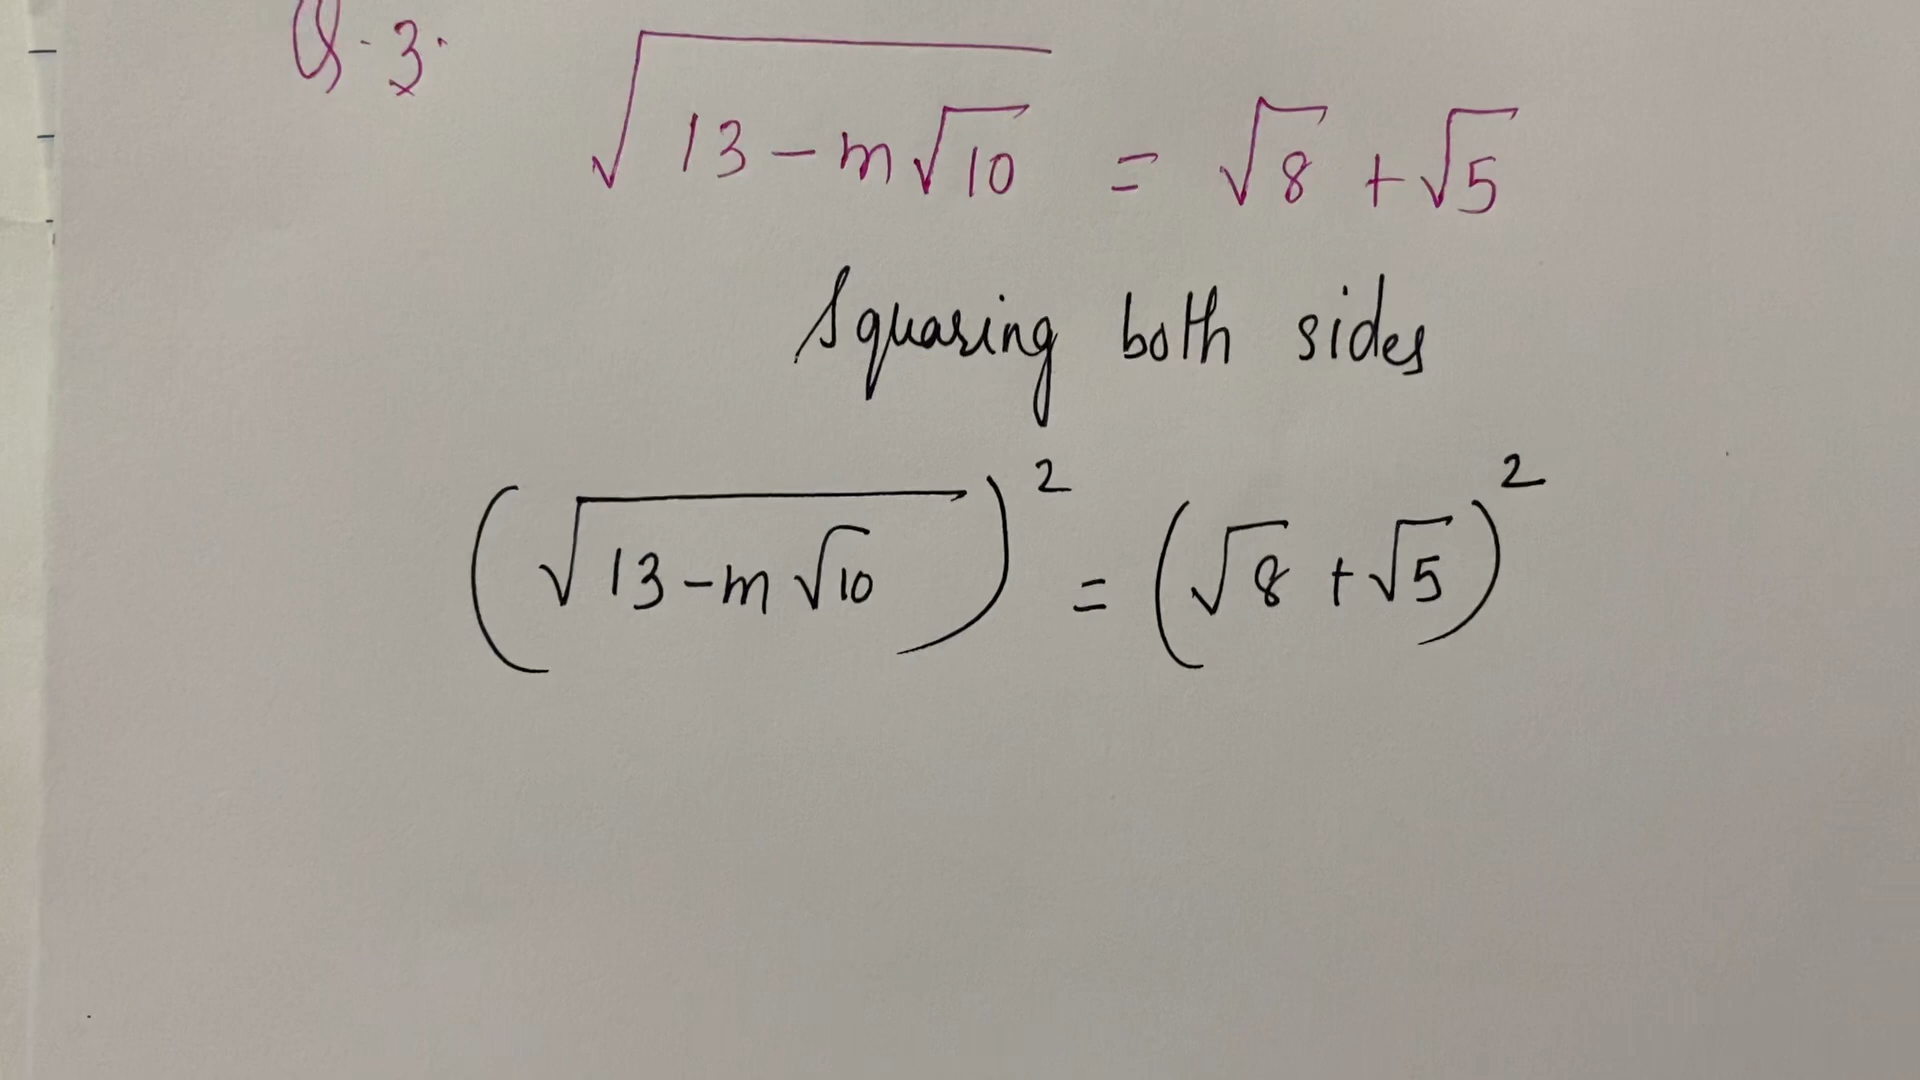 Q.3. √(13-m√10) = √8 + √5
Squaring both sides
(√(13-m√10))² = (√8 + √5)²